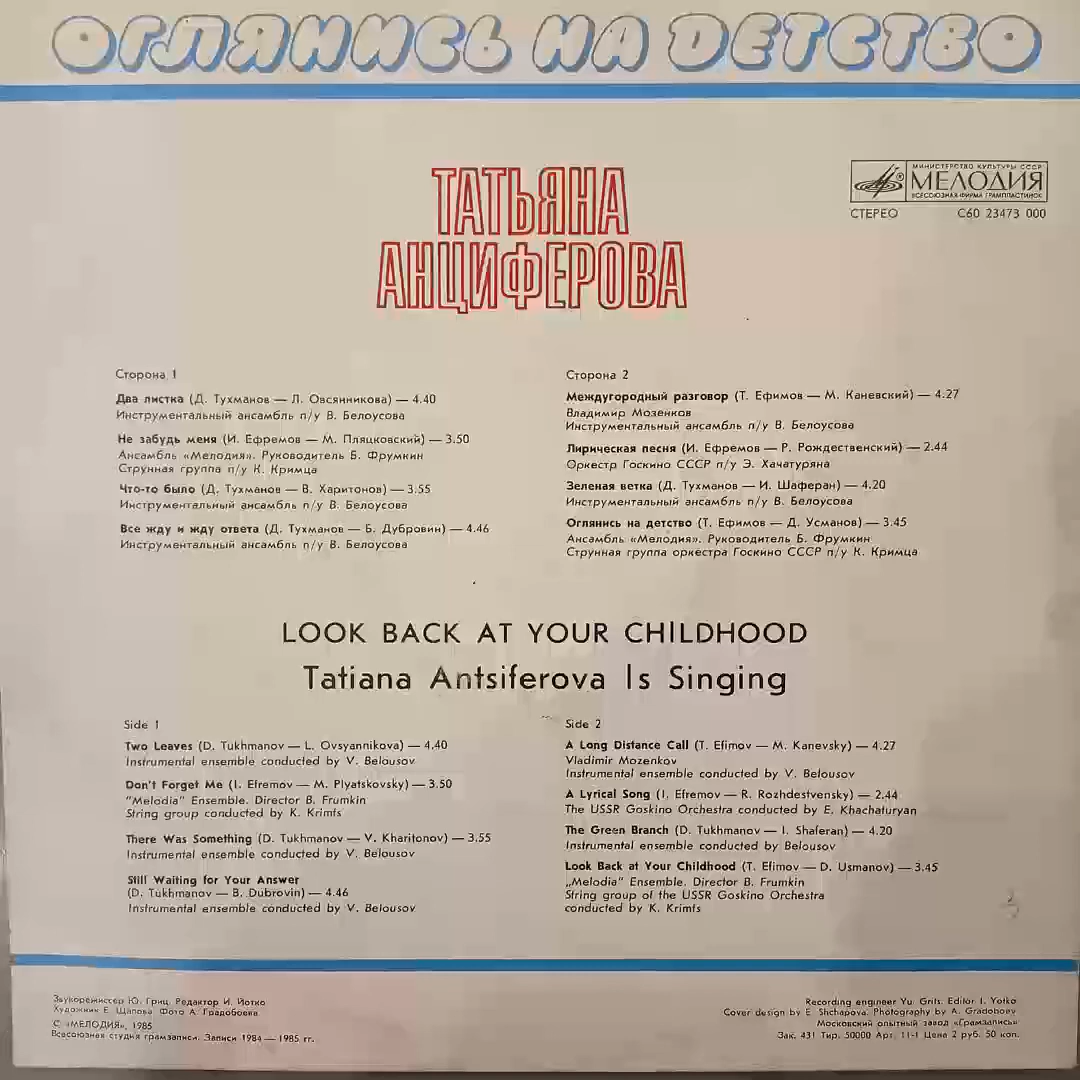 ОГЛЯНИСЬ НА ДЕТСТВО
ТАТЬЯНА
АНЦИФЕРОВА
МИНИСТЕРСТВО КУЛЬТУРЫ СССР
МЕЛОДИЯ
ВСЕСОЮЗНАЯ ФИРМА ГРАМПЛАСТИНОК
СТЕРЕО С60 23473 000
Сторона 1
Два листка (Д. Тухманов — Л. Овсянникова) — 4.40
Инструментальный ансамбль п/у В. Белоусова
Не забудь меня (И. Ефремов — М. Пляцковский) — 3.50
Ансамбль «Мелодия». Руководитель Б. Фрумкин
Струнная группа п/у К. Кримца
Что-то было (Д. Тухманов — В. Харитонов) — 3.55
Инструментальный ансамбль п/у В. Белоусова
Все жду и жду ответа (Д. Тухманов — Б. Дубровин) — 4.46
Инструментальный ансамбль п/у В. Белоусова
Сторона 2
Междугородный разговор (Т. Ефимов — М. Каневский) — 4.27
Владимир Мозенков
Инструментальный ансамбль п/у В. Белоусова
Лирическая песня (И. Ефремов — Р. Рождественский) — 2.44
Оркестр Госкино СССР п/у Э. Хачатуряна
Зеленая ветка (Д. Тухманов — И. Шаферан) — 4.20
Инструментальный ансамбль п/у В. Белоусова
Оглянись на детство (Т. Ефимов — Д. Усманов) — 3.45
Ансамбль «Мелодия». Руководитель Б. Фрумкин
Струнная группа оркестра Госкино СССР п/у К. Кримца
LOOK BACK AT YOUR CHILDHOOD
Tatiana Antsiferova Is Singing
Side 1
Two Leaves (D. Tukhmanov — L. Ovsyannikova) — 4.40
Instrumental ensemble conducted by V. Belousov
Don't Forget Me (I. Efremov — M. Plyatskovsky) — 3.50
"Melodia" Ensemble. Director B. Frumkin
String group conducted by K. Krimts
There Was Something (D. Tukhmanov — V. Kharitonov) — 3.55
Instrumental ensemble conducted by V. Belousov
Still Waiting for Your Answer
(D. Tukhmanov — B. Dubrovin) — 4.46
Instrumental ensemble conducted by V. Belousov
Side 2
A Long Distance Call (T. Efimov — M. Kanevsky) — 4.27
Vladimir Mozenkov
Instrumental ensemble conducted by V. Belousov
A Lyrical Song (I. Efremov — R. Rozhdestvensky) — 2.44
The USSR Goskino Orchestra conducted by E. Khachaturyan
The Green Branch (D. Tukhmanov — I. Shaferan) — 4.20
Instrumental ensemble conducted by Belousov
Look Back at Your Childhood (T. Efimov — D. Usmanov) — 3.45
„Melodia" Ensemble. Director B. Frumkin
String group of the USSR Goskino Orchestra
conducted by K. Krimts
Звукорежиссер Ю. Гриц. Редактор И. Йотко
Художник Е. Щапова Фото А. Градобоева
С «МЕЛОДИЯ», 1985
Всесоюзная студия грамзаписи. Записи 1984 — 1985 гг.
Recording engineer Yu. Grits. Editor I. Yotko
Cover design by E. Shchapova. Photography by A. Gradoboev
Московский опытный завод «Грамзапись»
Зак. 431 Тир. 50000 Арт. 11-1 Цена 2 руб. 50 коп.